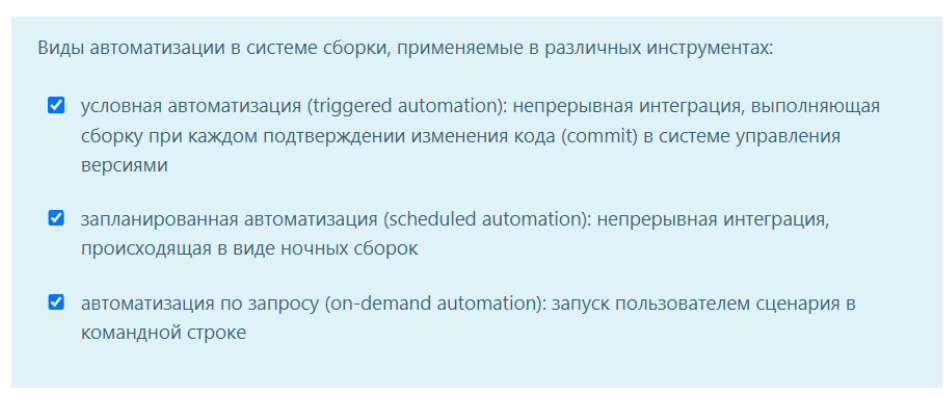 Виды автоматизации в системе сборки, применяемые в различных инструментах:
условная автоматизация (triggered automation): непрерывная интеграция, выполняющая
сборку при каждом подтверждении изменения кода (commit) в системе управления
версиями
запланированная автоматизация (scheduled automation): непрерывная интеграция,
происходящая в виде ночных сборок
автоматизация по запросу (on-demand automation): запуск пользователем сценария в
командной строке